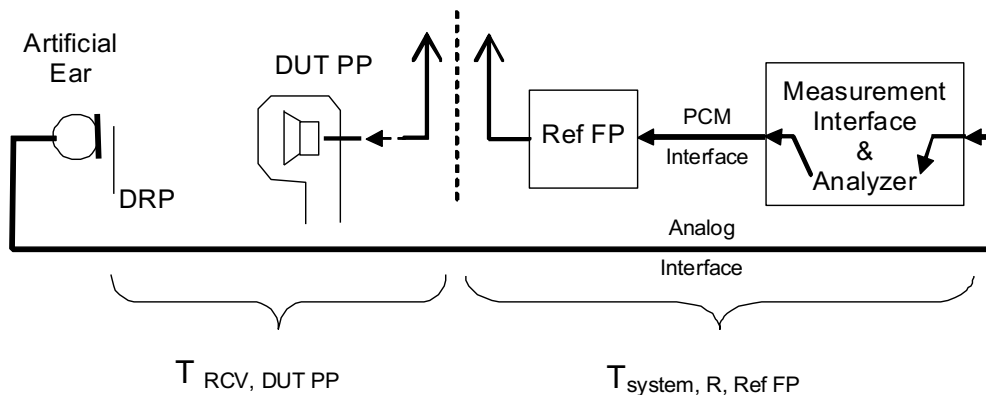 Artificial
Ear
DRP
DUT PP
Ref FP
PCM
Interface
Measurement
Interface
&
Analyzer
Analog
Interface
T RCV, DUT PP
Tsystem, R, Ref FP